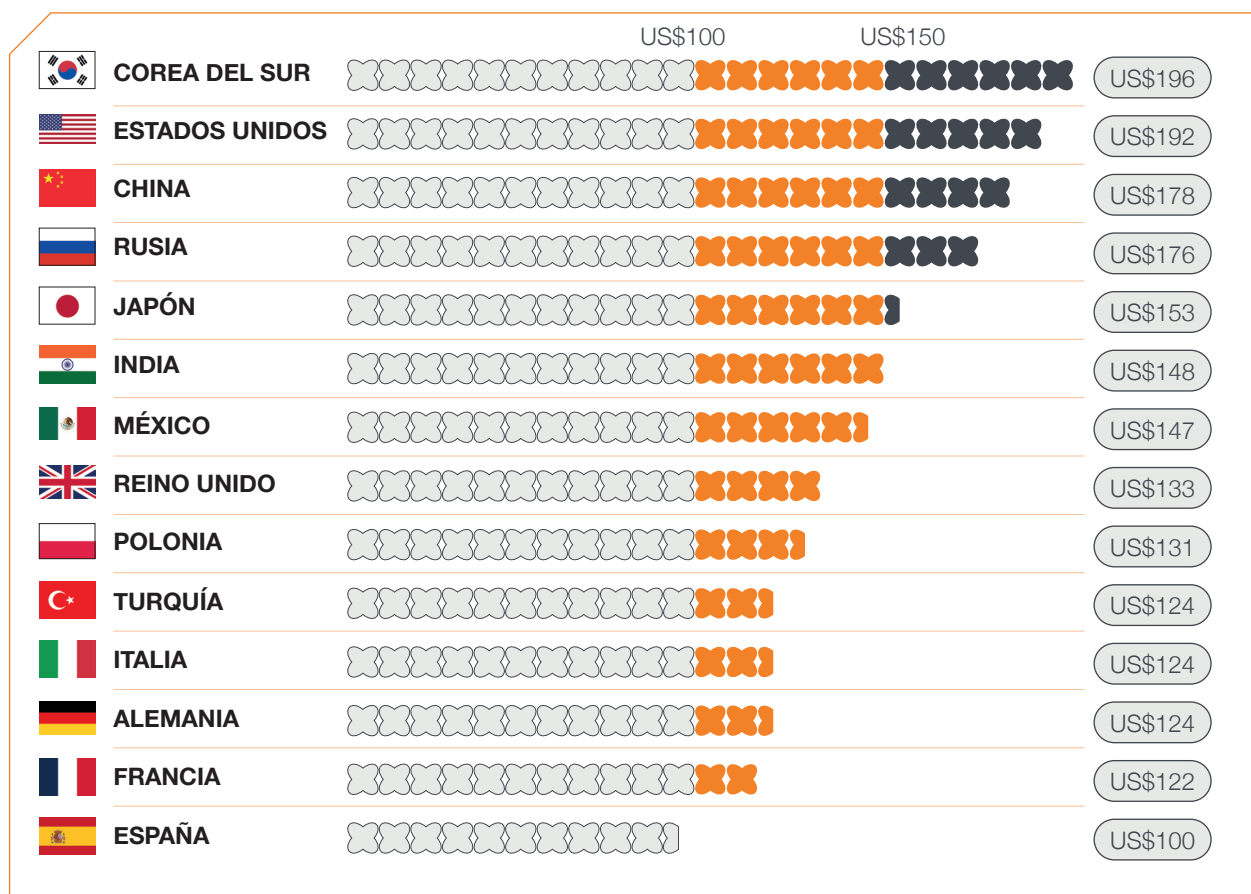 US$100 US$150
COREA DEL SUR US$196
ESTADOS UNIDOS US$192
CHINA US$178
RUSIA US$176
JAPÓN US$153
INDIA US$148
MÉXICO US$147
REINO UNIDO US$133
POLONIA US$131
TURQUÍA US$124
ITALIA US$124
ALEMANIA US$124
FRANCIA US$122
ESPAÑA US$100